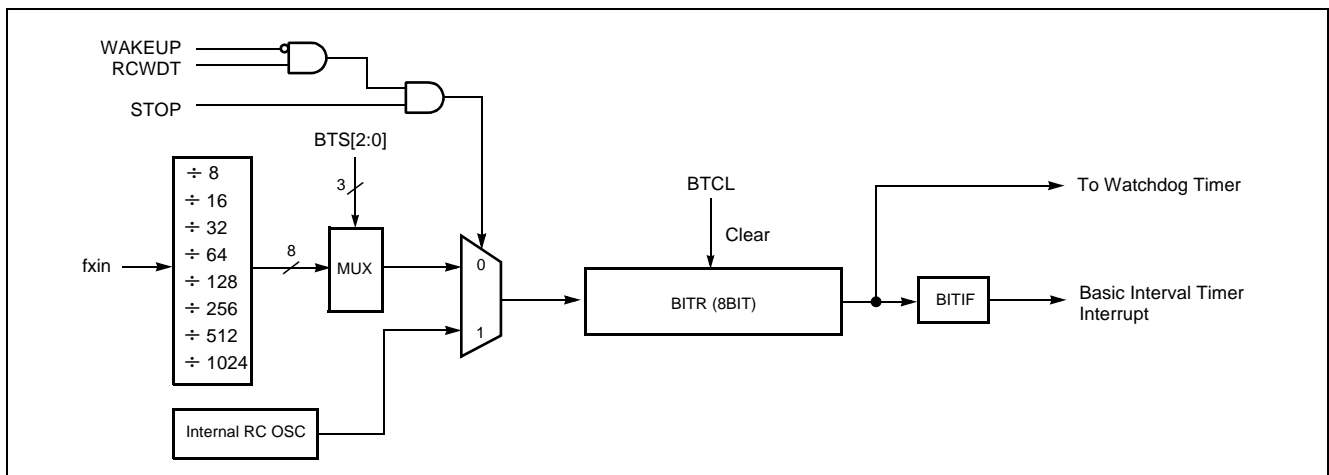 WAKEUP
RCWDT
STOP
BTS[2:0]
3
÷ 8
÷ 16
÷ 32
÷ 64
÷ 128
÷ 256
÷ 512
÷ 1024
fxin
8
MUX
0
1
Internal RC OSC
BTCL
Clear
BITR (8BIT)
To Watchdog Timer
BITIF
Basic Interval Timer
Interrupt